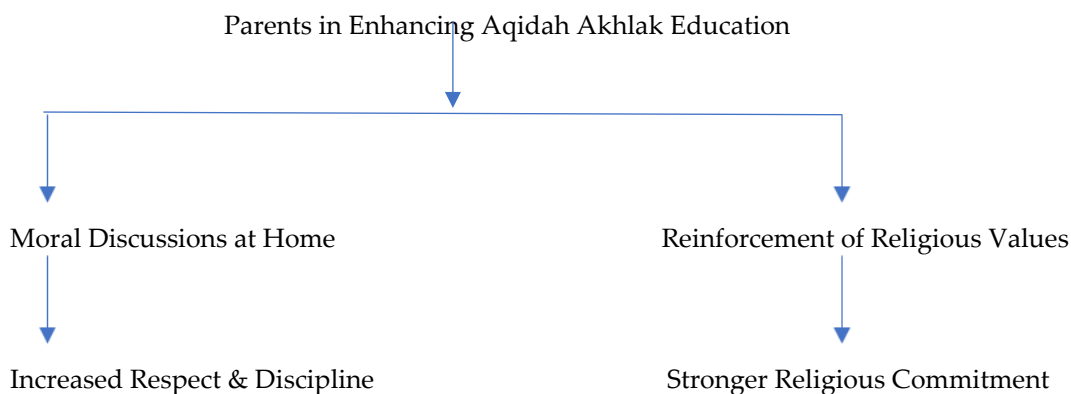 Parents in Enhancing Aqidah Akhlak Education
Moral Discussions at Home
Reinforcement of Religious Values
Increased Respect & Discipline
Stronger Religious Commitment